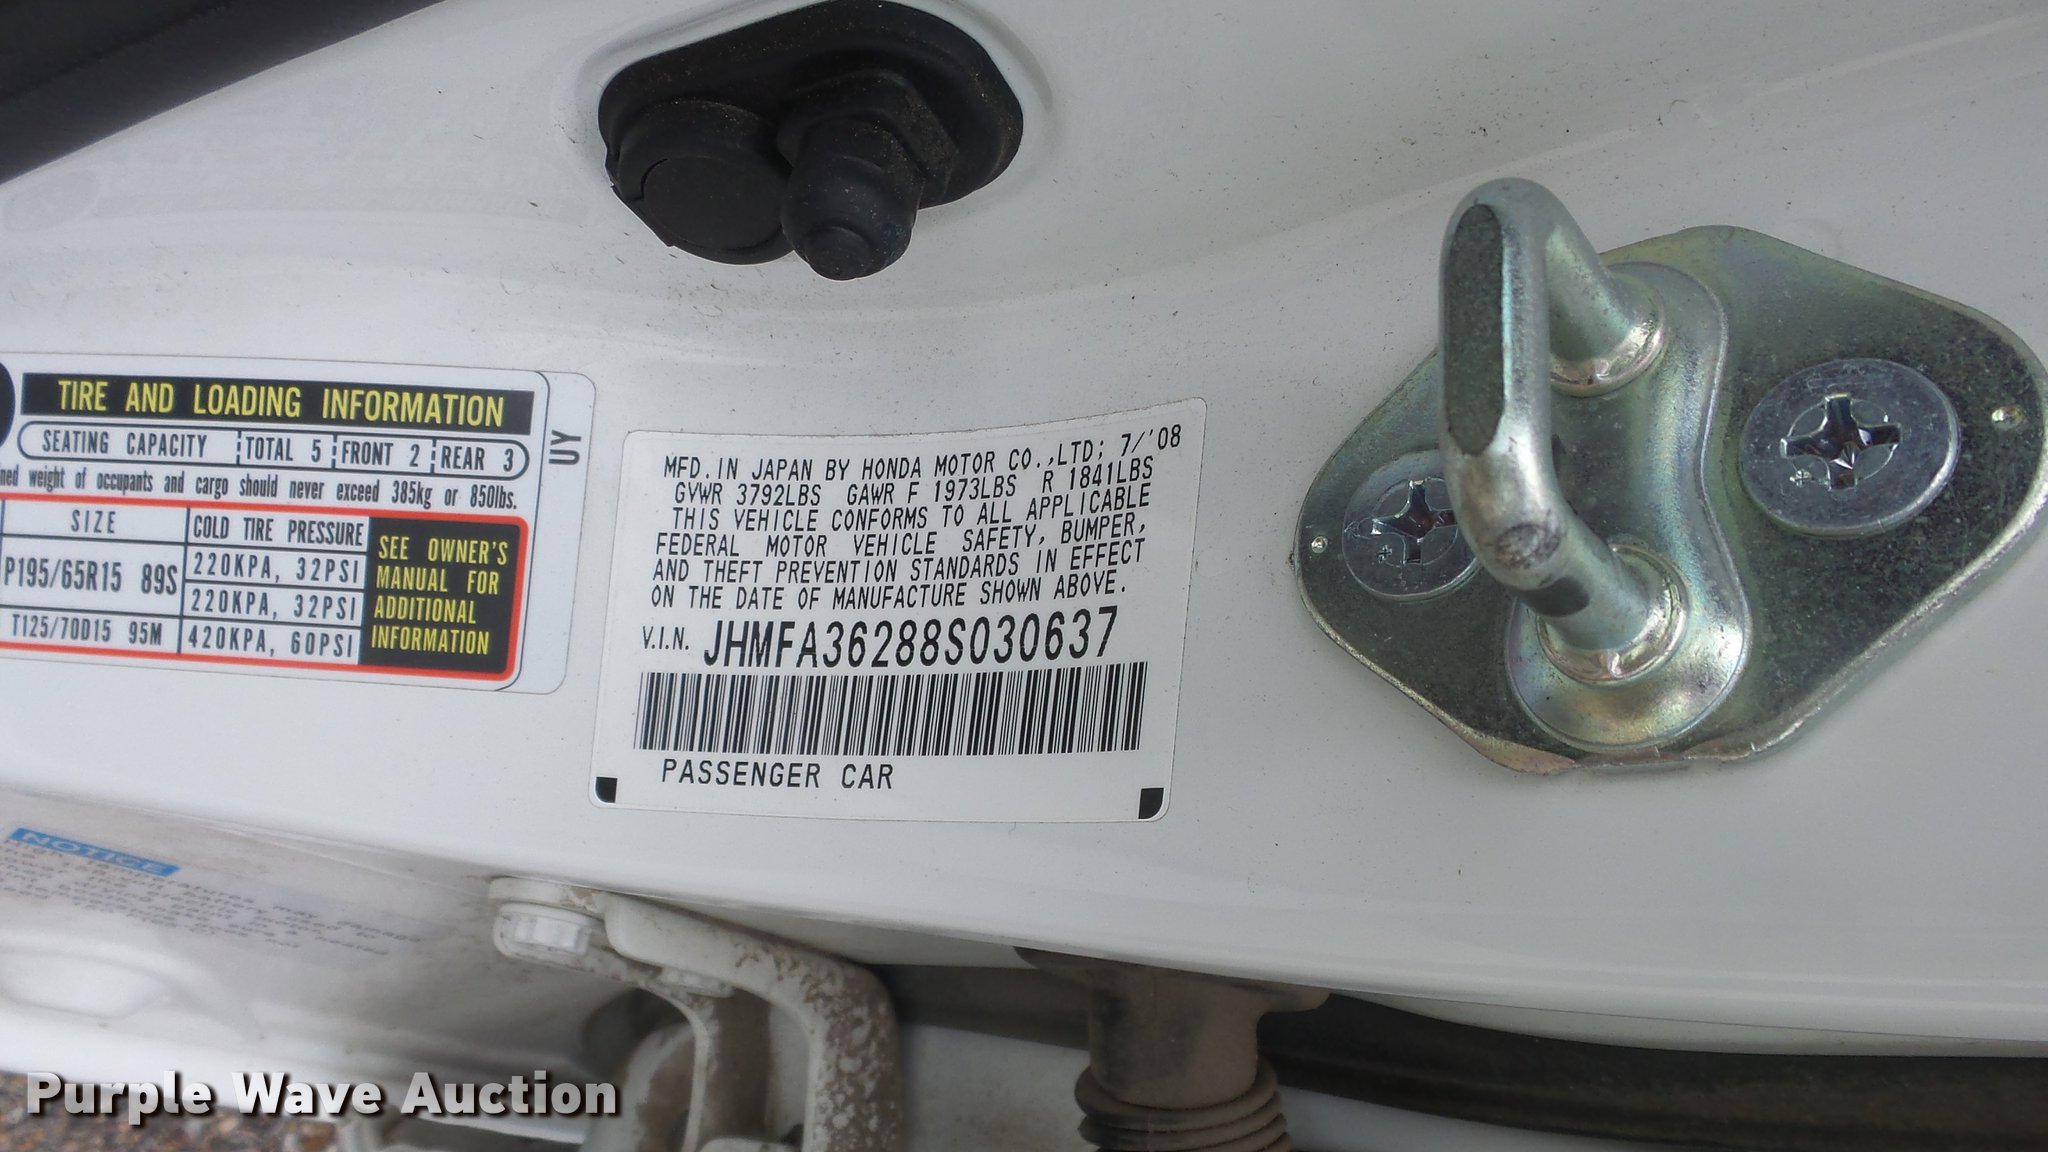 TIRE AND LOADING INFORMATION
SEATING CAPACITY TOTAL 5 FRONT 2 REAR 3
weight of occupants and cargo should never exceed 385kg or 850lbs.
SIZE COLD TIRE PRESSURE
P195/65R15 89S 220KPA, 32PSI
220KPA, 32PSI
T125/70D15 95M 420KPA, 60PSI
SEE OWNER'S
MANUAL FOR
ADDITIONAL
INFORMATION
UY
MFD. IN JAPAN BY HONDA MOTOR CO.,LTD; 7/'08
GVWR 3792LBS GAWR F 1973LBS R 1841LBS
THIS VEHICLE CONFORMS TO ALL APPLICABLE
FEDERAL MOTOR VEHICLE SAFETY, BUMPER,
AND THEFT PREVENTION STANDARDS IN EFFECT
ON THE DATE OF MANUFACTURE SHOWN ABOVE.
V.I.N. JHMFA36288S030637
PASSENGER CAR
NOTICE
Purple Wave Auction